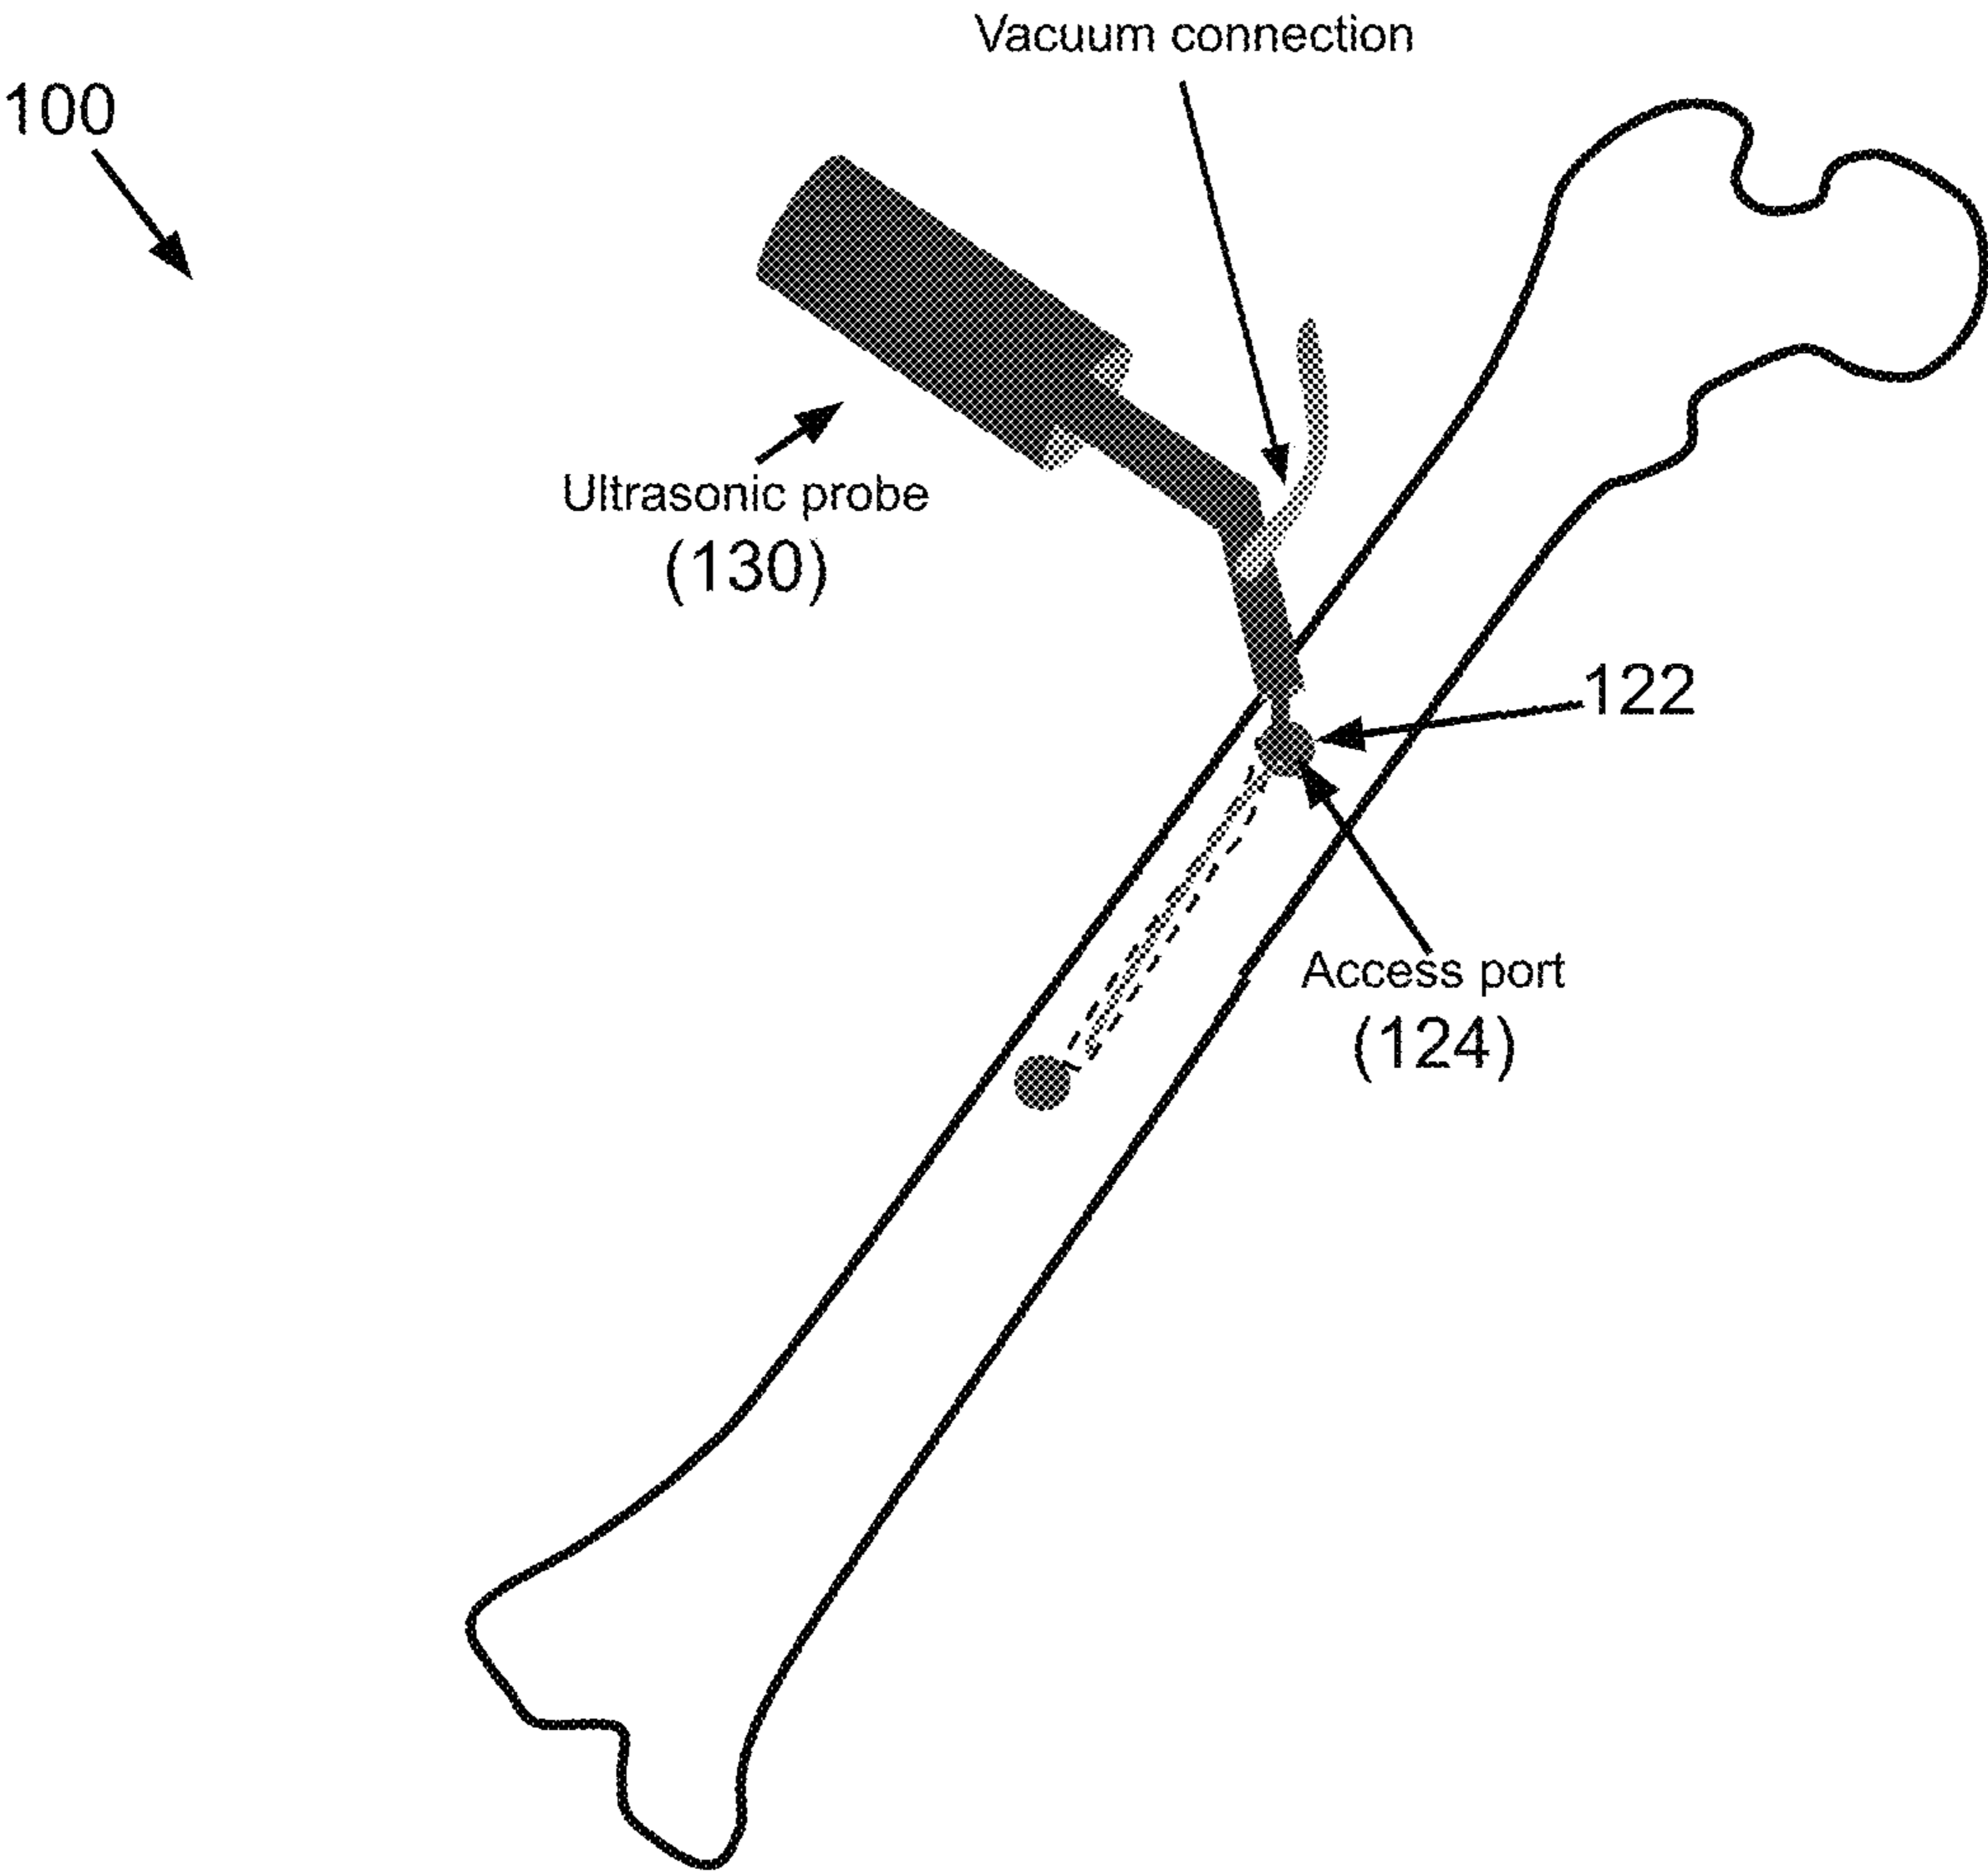 Vacuum connection
100
Ultrasonic probe
(130)
122
Access port
(124)